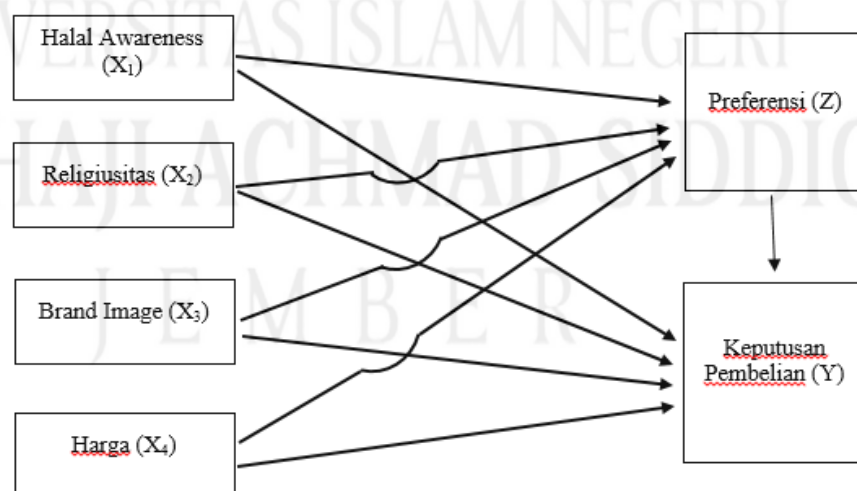 VERSITAS ISLAM NEGERI
HAJI ACHMAD SIDDIQ
JEMBER
Halal Awareness
(X₁)
Religiusitas (X₂)
Brand Image (X₃)
Harga (X₄)
Preferensi (Z)
Keputusan
Pembelian (Y)